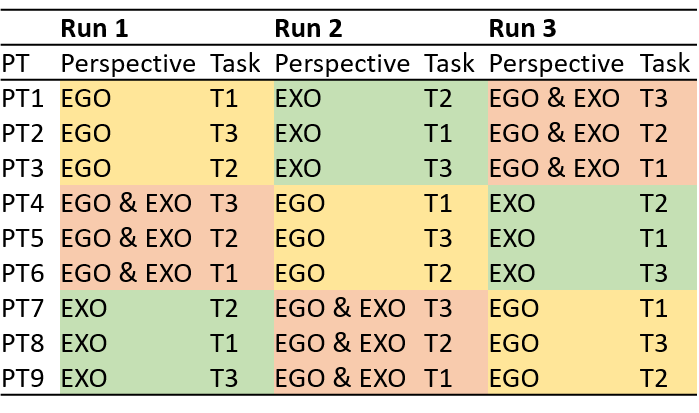 Run 1 Run 2 Run 3
PT Perspective Task Perspective Task Perspective Task
PT1 EGO T1 EXO T2 EGO & EXO T3
PT2 EGO T3 EXO T1 EGO & EXO T2
PT3 EGO T2 EXO T3 EGO & EXO T1
PT4 EGO & EXO T3 EGO T1 EXO T2
PT5 EGO & EXO T2 EGO T3 EXO T1
PT6 EGO & EXO T1 EGO T2 EXO T3
PT7 EXO T2 EGO & EXO T3 EGO T1
PT8 EXO T1 EGO & EXO T2 EGO T3
PT9 EXO T3 EGO & EXO T1 EGO T2